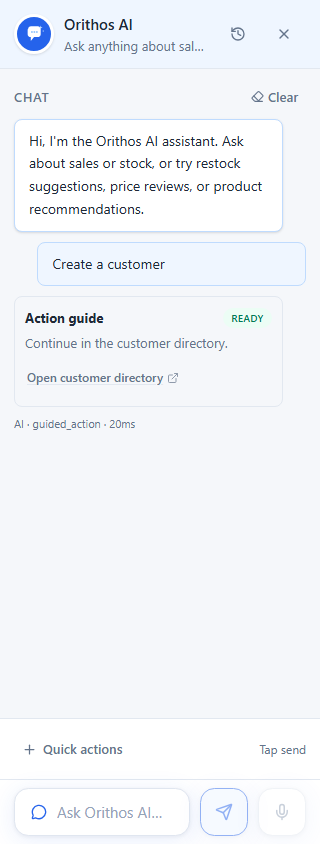 Orithos AI
Ask anything about sal...
CHAT
Clear
Hi, I'm the Orithos AI assistant. Ask
about sales or stock, or try restock
suggestions, price reviews, or product
recommendations.
Create a customer
Action guide
READY
Continue in the customer directory.
Open customer directory
AI · guided_action · 20ms
Quick actions
Tap send
Ask Orithos AI...